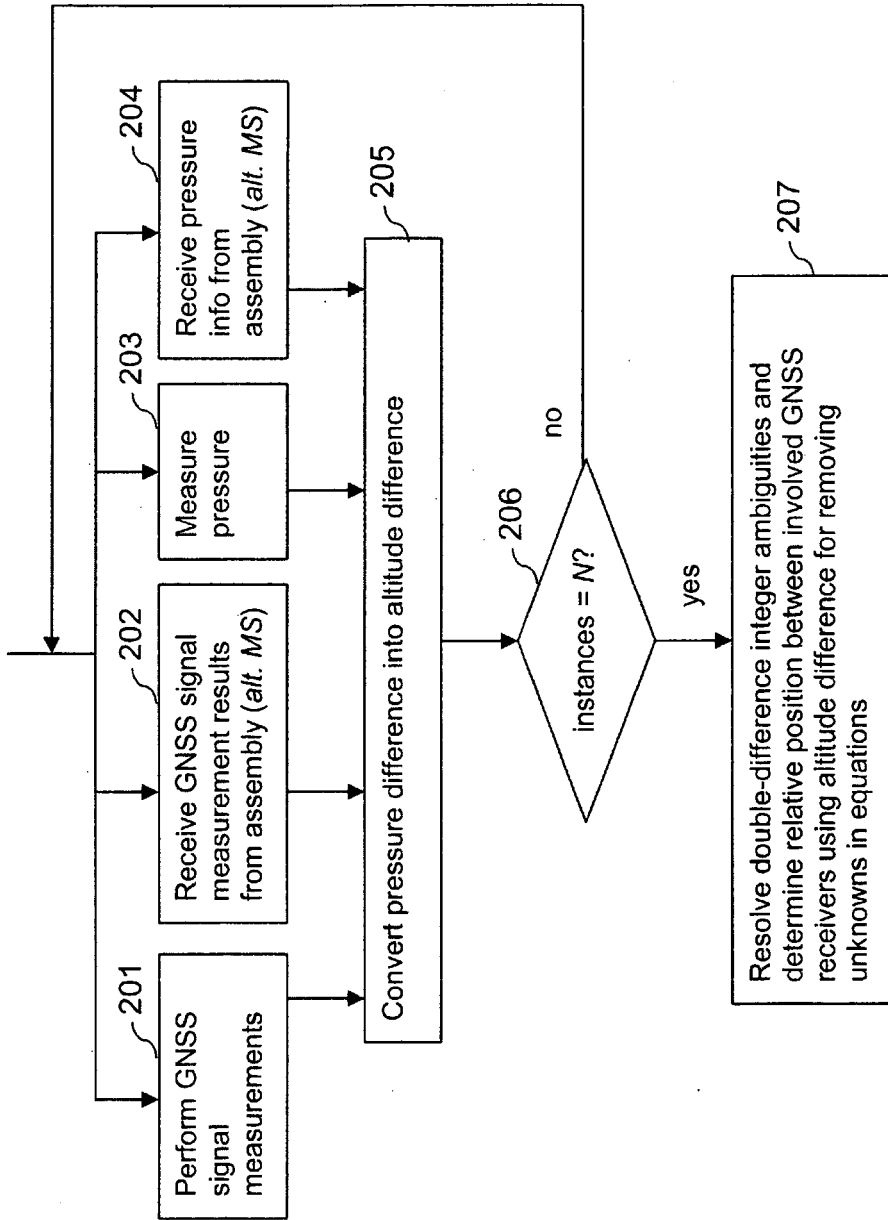 201
Perform GNSS
signal
measurements
202
Receive GNSS signal
measurement results
from assembly (alt. MS)
203
Measure
pressure
204
Receive pressure
info from
assembly (alt. MS)
205
Convert pressure difference into altitude difference
206
instances = N?
no
yes
207
Resolve double-difference integer ambiguities and
determine relative position between involved GNSS
receivers using altitude difference for removing
unknowns in equations